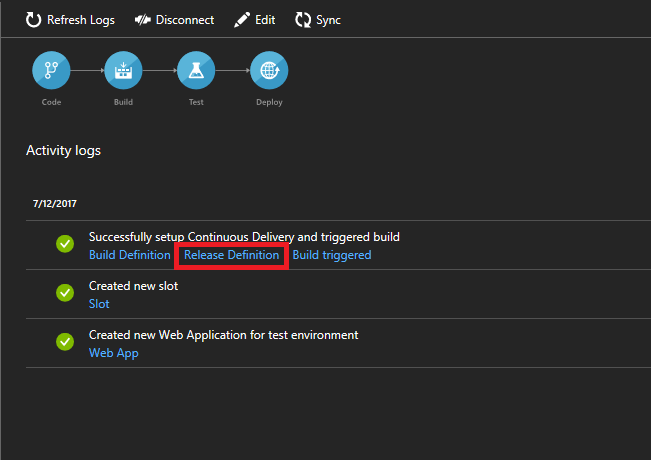 Refresh Logs Disconnect Edit Sync
Code Build Test Deploy
Activity logs
7/12/2017
Successfully setup Continuous Delivery and triggered build
Build Definition Release Definition Build triggered
Created new slot
Slot
Created new Web Application for test environment
Web App